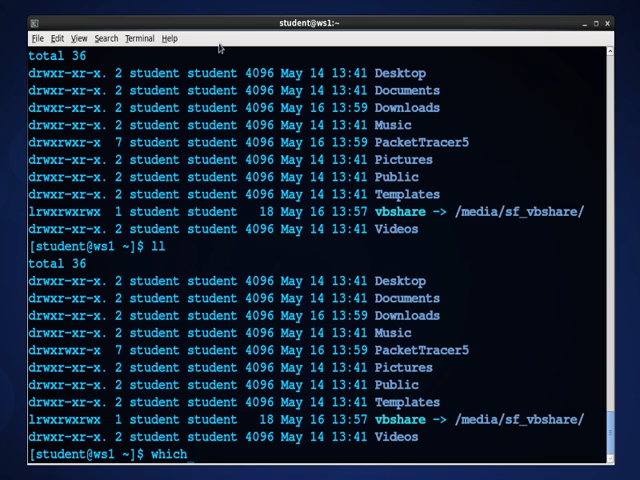 student@ws1:~
File Edit View Search Terminal Help
total 36
drwxr-xr-x. 2 student student 4096 May 14 13:41 Desktop
drwxr-xr-x. 2 student student 4096 May 14 13:41 Documents
drwxr-xr-x. 2 student student 4096 May 16 13:59 Downloads
drwxr-xr-x. 2 student student 4096 May 14 13:41 Music
drwxrwxr-x 7 student student 4096 May 16 13:59 PacketTracer5
drwxr-xr-x. 2 student student 4096 May 14 13:41 Pictures
drwxr-xr-x. 2 student student 4096 May 14 13:41 Public
drwxr-xr-x. 2 student student 4096 May 14 13:41 Templates
lrwxrwxrwx 1 student student 18 May 16 13:57 vbshare -> /media/sf_vbshare/
drwxr-xr-x. 2 student student 4096 May 14 13:41 Videos
[student@ws1 ~]$ ll
total 36
drwxr-xr-x. 2 student student 4096 May 14 13:41 Desktop
drwxr-xr-x. 2 student student 4096 May 14 13:41 Documents
drwxr-xr-x. 2 student student 4096 May 16 13:59 Downloads
drwxr-xr-x. 2 student student 4096 May 14 13:41 Music
drwxrwxr-x 7 student student 4096 May 16 13:59 PacketTracer5
drwxr-xr-x. 2 student student 4096 May 14 13:41 Pictures
drwxr-xr-x. 2 student student 4096 May 14 13:41 Public
drwxr-xr-x. 2 student student 4096 May 14 13:41 Templates
lrwxrwxrwx 1 student student 18 May 16 13:57 vbshare -> /media/sf_vbshare/
drwxr-xr-x. 2 student student 4096 May 14 13:41 Videos
[student@ws1 ~]$ which